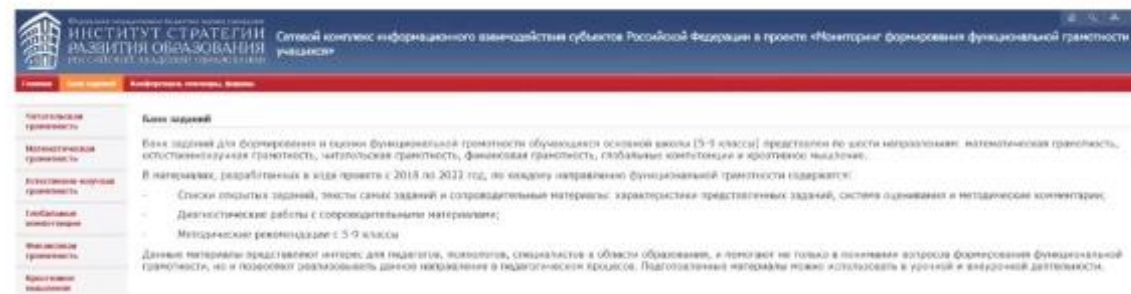 ИНСТИТУТ СТРАТЕГИИ
РАЗВИТИЯ ОБРАЗОВАНИЯ
РОССИЙСКОЙ АКАДЕМИИ ОБРАЗОВАНИЯ
Сетевой комплекс информационного взаимодействия субъектов Российской Федерации в проекте «Мониторинг формирования функциональной грамотности
учащихся»
Главная Банк заданий Конференции, семинары, форумы
Читательская
грамотность
Математическая
грамотность
Естественно-научная
грамотность
Глобальные
компетенции
Финансовая
грамотность
Креативное
мышление
Банк заданий
Банк заданий для формирования и оценки функциональной грамотности обучающихся основной школы (5-9 классы) представлен по шести направлениям: математическая грамотность,
естественнонаучная грамотность, читательская грамотность, финансовая грамотность, глобальные компетенции и креативное мышление.
В материалах, разработанных в ходе проекта с 2018 по 2022 год, по каждому направлению функциональной грамотности содержатся:
- Списки открытых заданий, тексты самих заданий и сопроводительные материалы: характеристики представленных заданий, система оценивания и методические комментарии;
- Диагностические работы с сопроводительными материалами;
- Методические рекомендации с 5-9 классы
Данные материалы представляют интерес для педагогов, психологов, специалистов в области образования, и помогают не только в понимании вопросов формирования функциональной
грамотности, но и позволяют реализовывать данное направление в педагогическом процессе. Подготовленные материалы можно использовать в урочной и внеурочной деятельности.